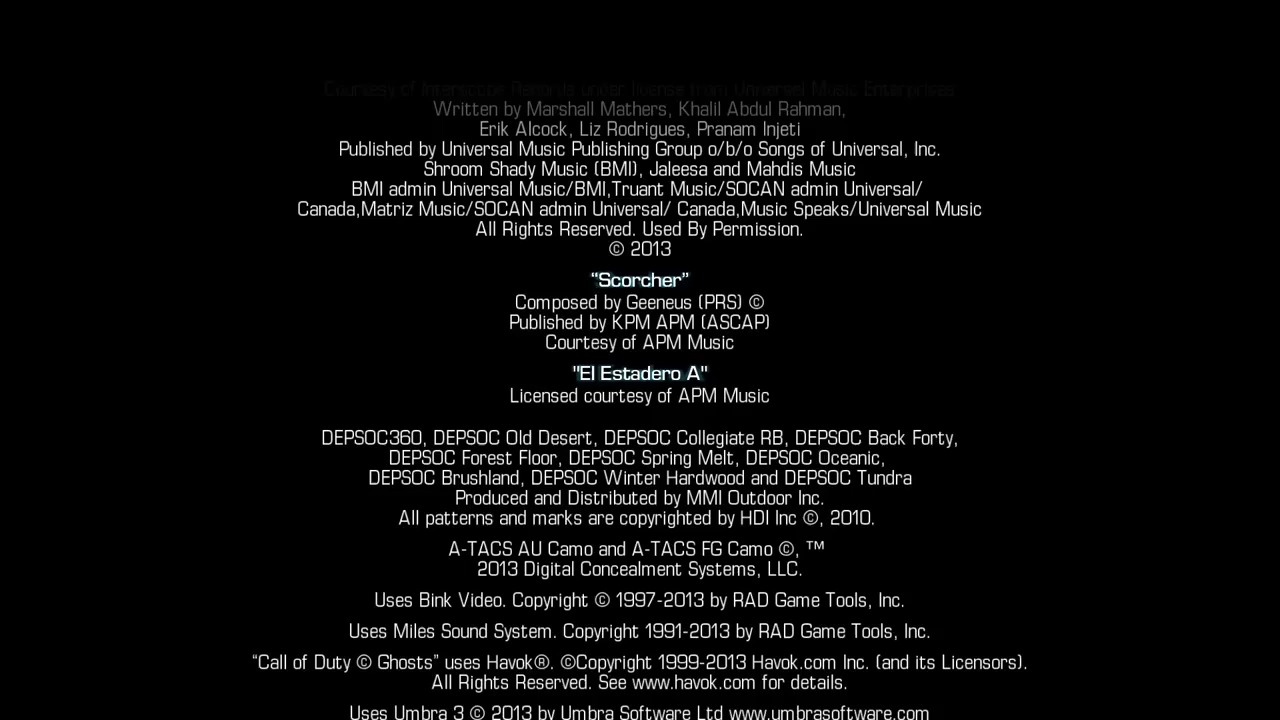 Courtesy of Interscope Records under license from Universal Music Enterprises
Written by Marshall Mathers, Khalil Abdul Rahman,
Erik Alcock, Liz Rodrigues, Pranam Injeti
Published by Universal Music Publishing Group o/b/o Songs of Universal, Inc.
Shroom Shady Music (BMI), Jaleesa and Mahdis Music
BMI admin Universal Music/BMI,Truant Music/SOCAN admin Universal/
Canada,Matriz Music/SOCAN admin Universal/ Canada,Music Speaks/Universal Music
All Rights Reserved. Used By Permission.
© 2013
“Scorcher”
Composed by Geeneus (PRS) ©
Published by KPM APM (ASCAP)
Courtesy of APM Music
"El Estadero A"
Licensed courtesy of APM Music
DEPSOC360, DEPSOC Old Desert, DEPSOC Collegiate RB, DEPSOC Back Forty,
DEPSOC Forest Floor, DEPSOC Spring Melt, DEPSOC Oceanic,
DEPSOC Brushland, DEPSOC Winter Hardwood and DEPSOC Tundra
Produced and Distributed by MMI Outdoor Inc.
All patterns and marks are copyrighted by HDI Inc ©, 2010.
A-TACS AU Camo and A-TACS FG Camo ©, ™
2013 Digital Concealment Systems, LLC.
Uses Bink Video. Copyright © 1997-2013 by RAD Game Tools, Inc.
Uses Miles Sound System. Copyright 1991-2013 by RAD Game Tools, Inc.
“Call of Duty © Ghosts” uses Havok®. ©Copyright 1999-2013 Havok.com Inc. (and its Licensors).
All Rights Reserved. See www.havok.com for details.
Uses Umbra 3 © 2013 by Umbra Software Ltd www.umbrasoftware.com